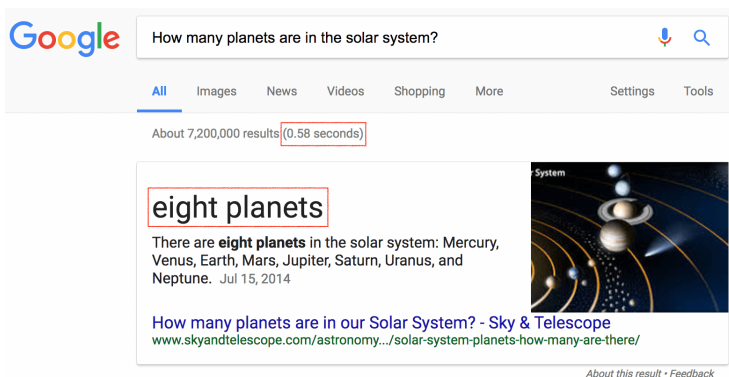 Google
How many planets are in the solar system?
All Images News Videos Shopping More Settings Tools
About 7,200,000 results (0.58 seconds)
r System
eight planets
There are eight planets in the solar system: Mercury,
Venus, Earth, Mars, Jupiter, Saturn, Uranus, and
Neptune. Jul 15, 2014
How many planets are in our Solar System? - Sky & Telescope
www.skyandtelescope.com/astronomy.../solar-system-planets-how-many-are-there/
About this result • Feedback